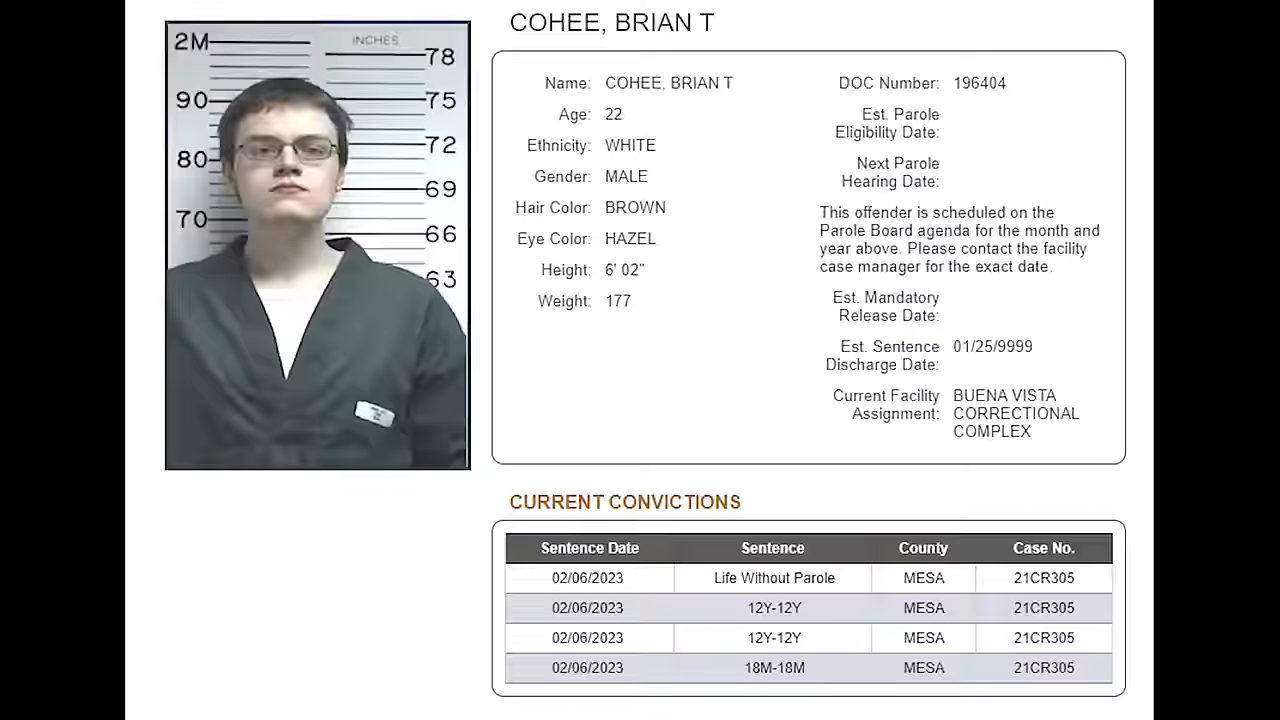 COHEE, BRIAN T
2M
INCHES
78
90
75
80
72
69
70
66
63
Name: COHEE, BRIAN T
Age: 22
Ethnicity: WHITE
Gender: MALE
Hair Color: BROWN
Eye Color: HAZEL
Height: 6' 02"
Weight: 177
DOC Number: 196404
Est. Parole
Eligibility Date:
Next Parole
Hearing Date:
This offender is scheduled on the
Parole Board agenda for the month and
year above. Please contact the facility
case manager for the exact date.
Est. Mandatory
Release Date:
Est. Sentence 01/25/9999
Discharge Date:
Current Facility BUENA VISTA
Assignment: CORRECTIONAL
COMPLEX
CURRENT CONVICTIONS
Sentence Date Sentence County Case No.
02/06/2023 Life Without Parole MESA 21CR305
02/06/2023 12Y-12Y MESA 21CR305
02/06/2023 12Y-12Y MESA 21CR305
02/06/2023 18M-18M MESA 21CR305